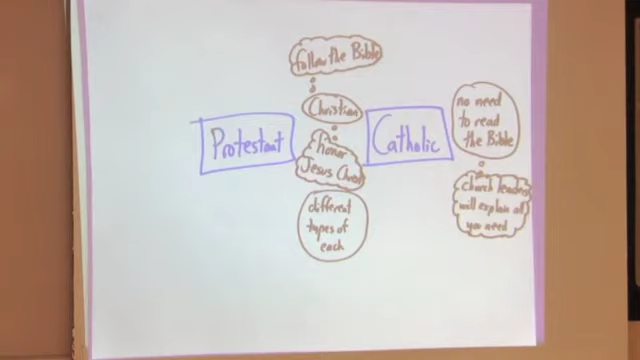 follow the Bible
Christian
Protestant
honor
Jesus Christ
different
types of
each
Catholic
no need
to read
the Bible
church leaders
will explain all
you need